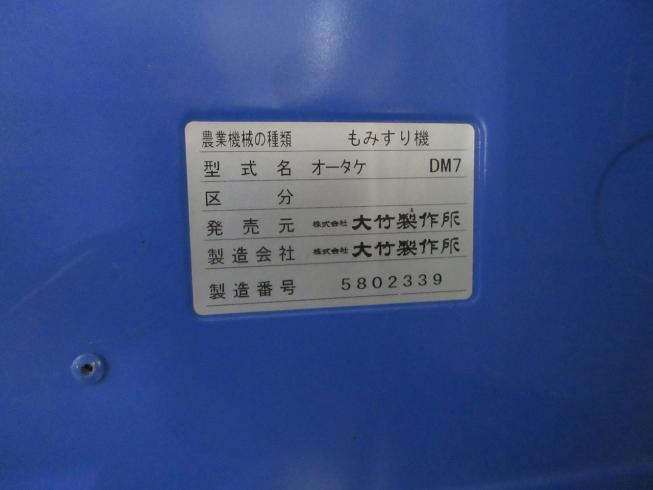 農業機械の種類 もみすり機
型式名 オータケ DM7
区分
発売元 株式会社 大竹製作所
製造会社 株式会社 大竹製作所
製造番号 5802339